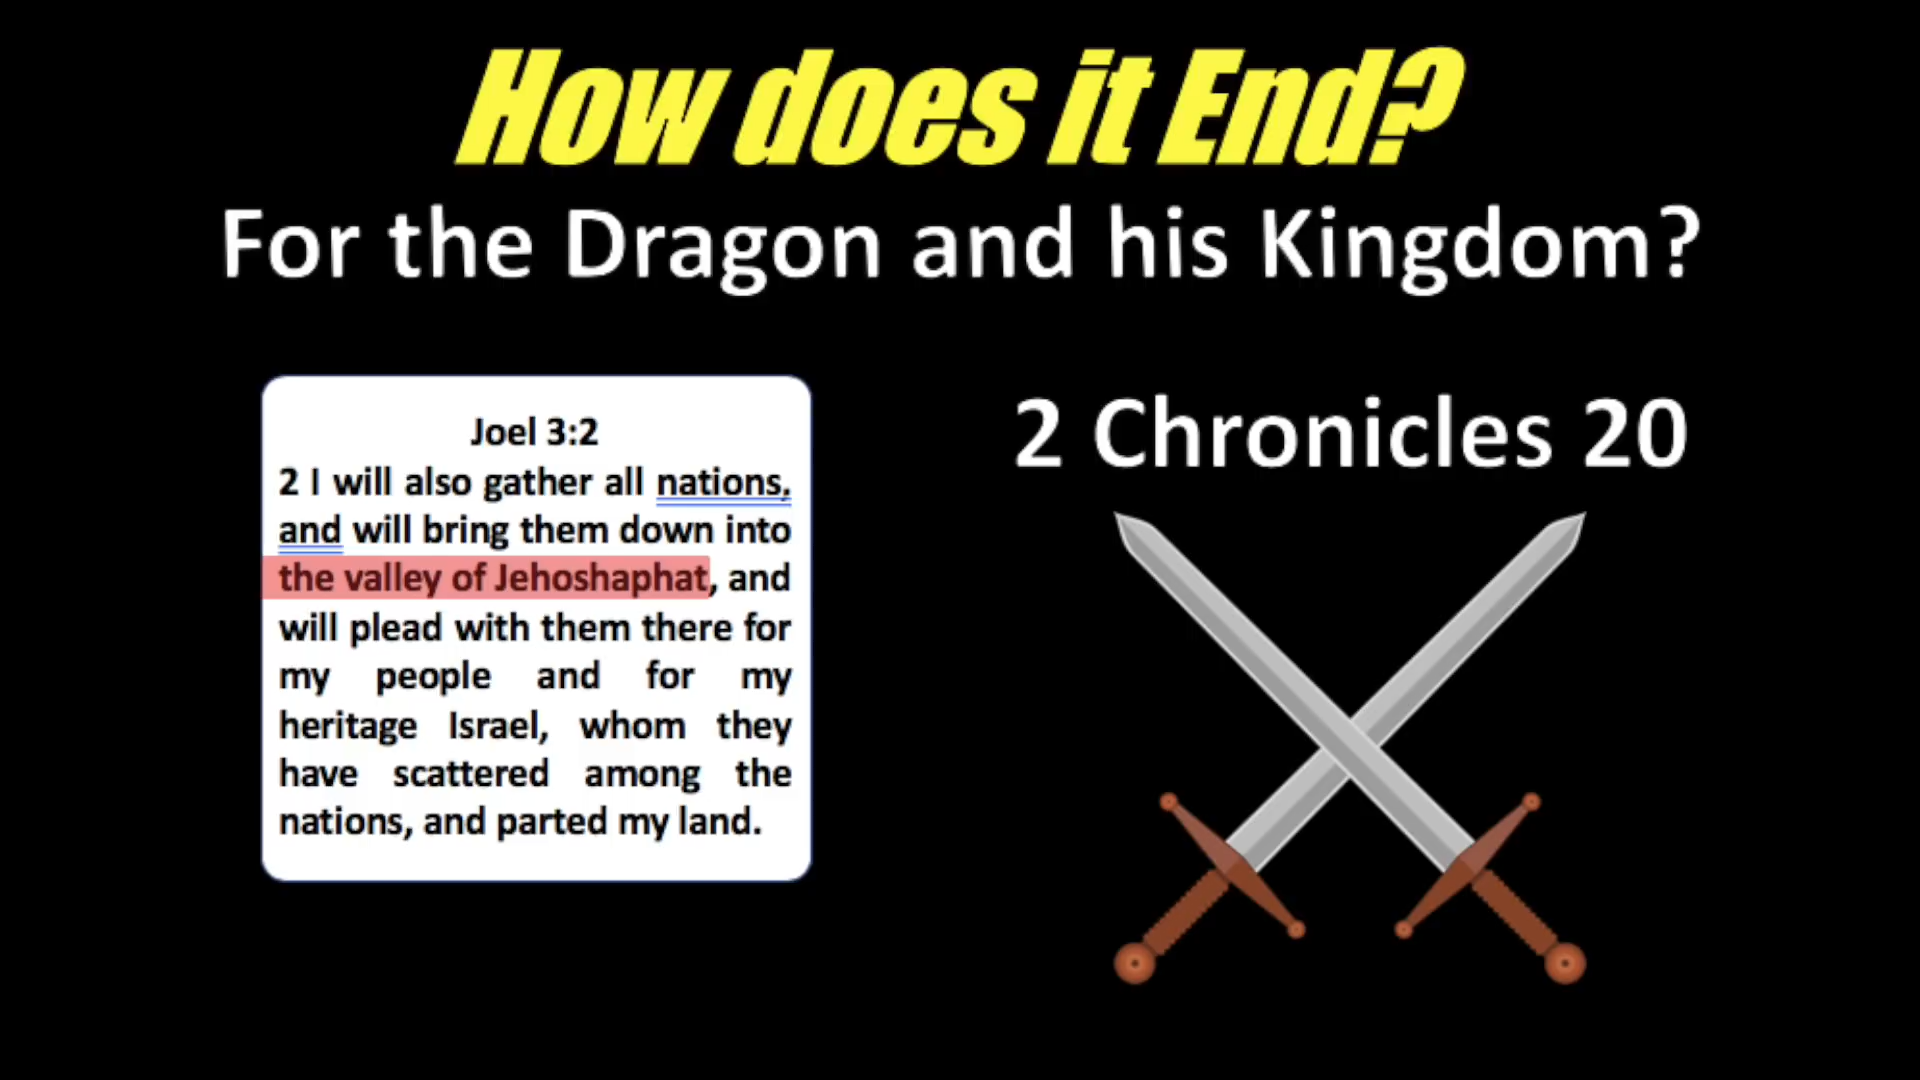 How does it End?
For the Dragon and his Kingdom?
Joel 3:2
2 I will also gather all nations,
and will bring them down into
the valley of Jehoshaphat, and
will plead with them there for
my people and for my
heritage Israel, whom they
have scattered among the
nations, and parted my land.
2 Chronicles 20